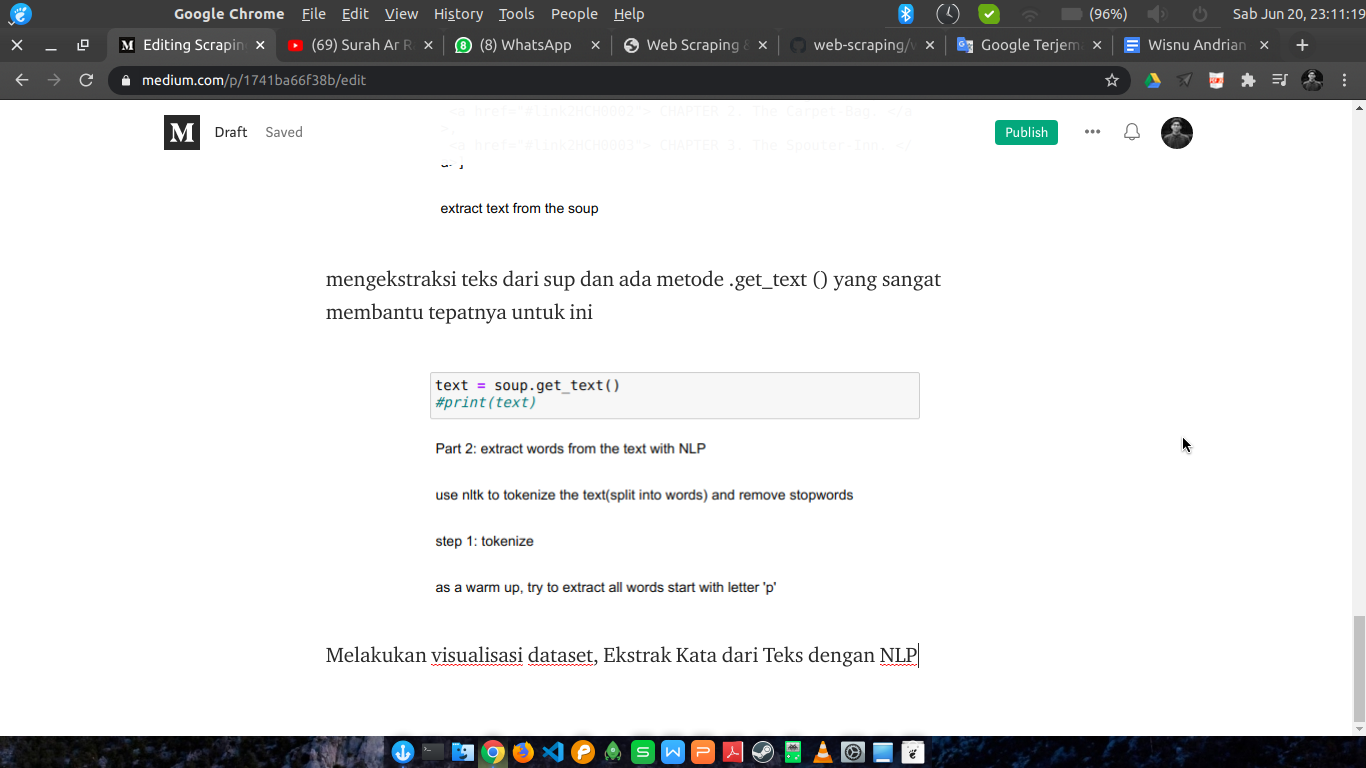 Google Chrome File Edit View History Tools People Help (96%) Sab Jun 20, 23:11:19
Editing Scrapin (69) Surah Ar R (8) WhatsApp Web Scraping & web-scraping/ Google Terjem Wisnu Andrian
medium.com/p/1741ba66f38b/edit
<a href="#link2HCH0002"> CHAPTER 2. The Carpet-Bag. </a
>,
M Draft Saved Publish
<a href="#link2HCH0003"> CHAPTER 3. The Spouter-Inn. </
extract text from the soup
mengekstraksi teks dari sup dan ada metode .get_text () yang sangat
membantu tepatnya untuk ini
text = soup.get_text()
#print(text)
Part 2: extract words from the text with NLP
use nltk to tokenize the text(split into words) and remove stopwords
step 1: tokenize
as a warm up, try to extract all words start with letter 'p'
Melakukan visualisasi dataset, Ekstrak Kata dari Teks dengan NLP